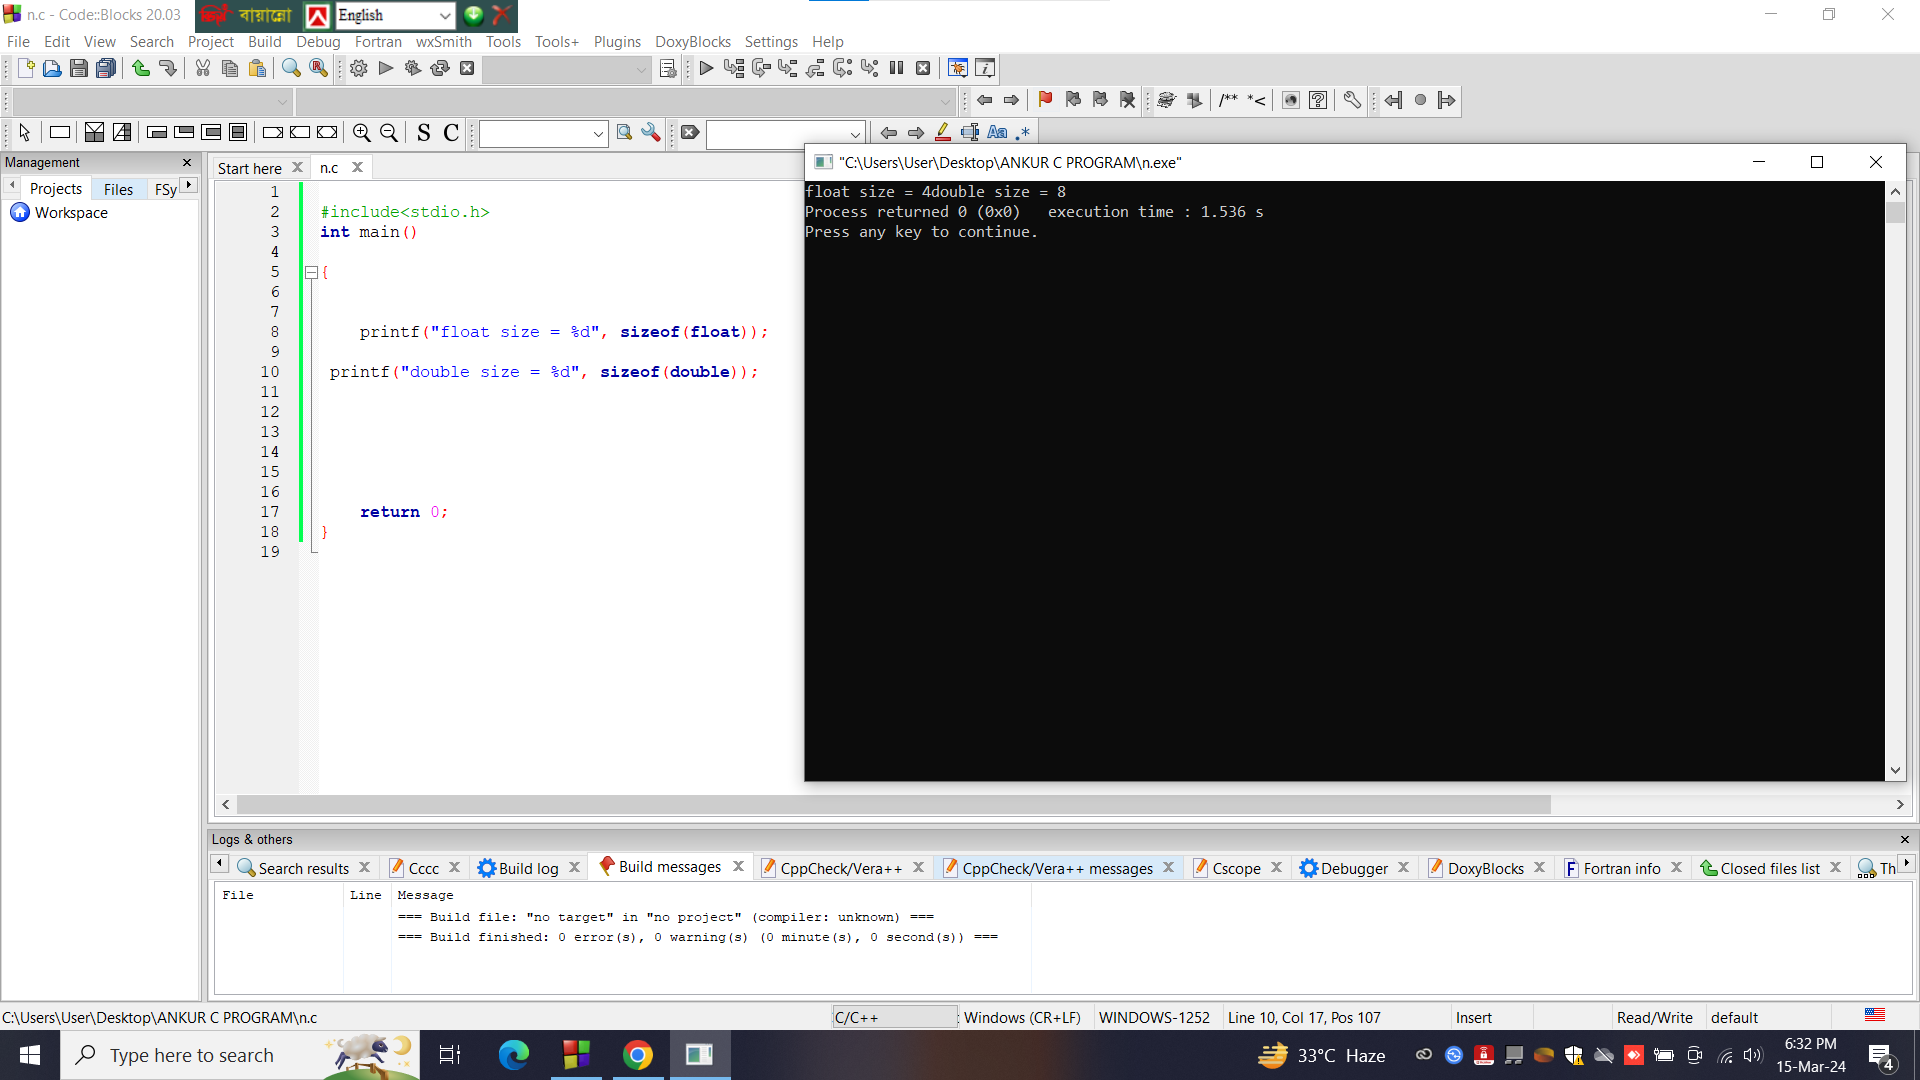 n.c - Code::Blocks 20.03
বায়ান্নো
English
File Edit View Search Project Build Debug Fortran wxSmith Tools Tools+ Plugins DoxyBlocks Settings Help
/** *<
S C
Aa .*
Management
Projects Files FSy
Workspace
Start here n.c
1
2 #include<stdio.h>
3 int main()
4
5 {
6
7
8 printf("float size = %d", sizeof(float));
9
10 printf("double size = %d", sizeof(double));
11
12
13
14
15
16
17 return 0;
18 }
19
"C:\Users\User\Desktop\ANKUR C PROGRAM\n.exe"
float size = 4double size = 8
Process returned 0 (0x0)   execution time : 1.536 s
Press any key to continue.
Logs & others
Search results Cccc Build log Build messages CppCheck/Vera++ CppCheck/Vera++ messages Cscope Debugger DoxyBlocks Fortran info Closed files list Th
File Line Message
=== Build file: "no target" in "no project" (compiler: unknown) ===
=== Build finished: 0 error(s), 0 warning(s) (0 minute(s), 0 second(s)) ===
C:\Users\User\Desktop\ANKUR C PROGRAM\n.c C/C++ Windows (CR+LF) WINDOWS-1252 Line 10, Col 17, Pos 107 Insert Read/Write default
Type here to search
33°C Haze
6:32 PM
15-Mar-24
4